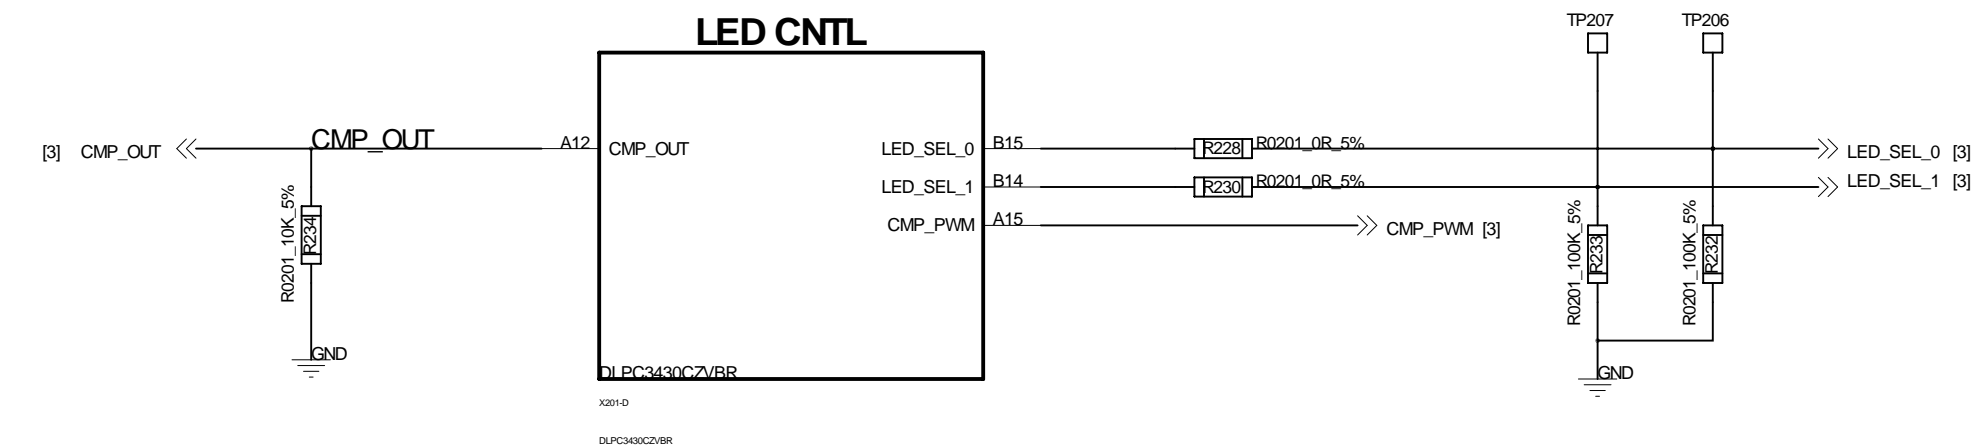 LED CNTL
TP207
TP206
[3] CMP_OUT
CMP_OUT
A12
CMP_OUT
LED_SEL_0
B15
R228
R0201_0R_5%
LED_SEL_0 [3]
LED_SEL_1
B14
R230
R0201_0R_5%
LED_SEL_1 [3]
CMP_PWM
A15
CMP_PWM [3]
R0201_10K_5%
R234
R0201_100K_5%
R233
R0201_100K_5%
R232
GND
GND
DLPC3430CZVBR
X201-D
DLPC3430CZVBR